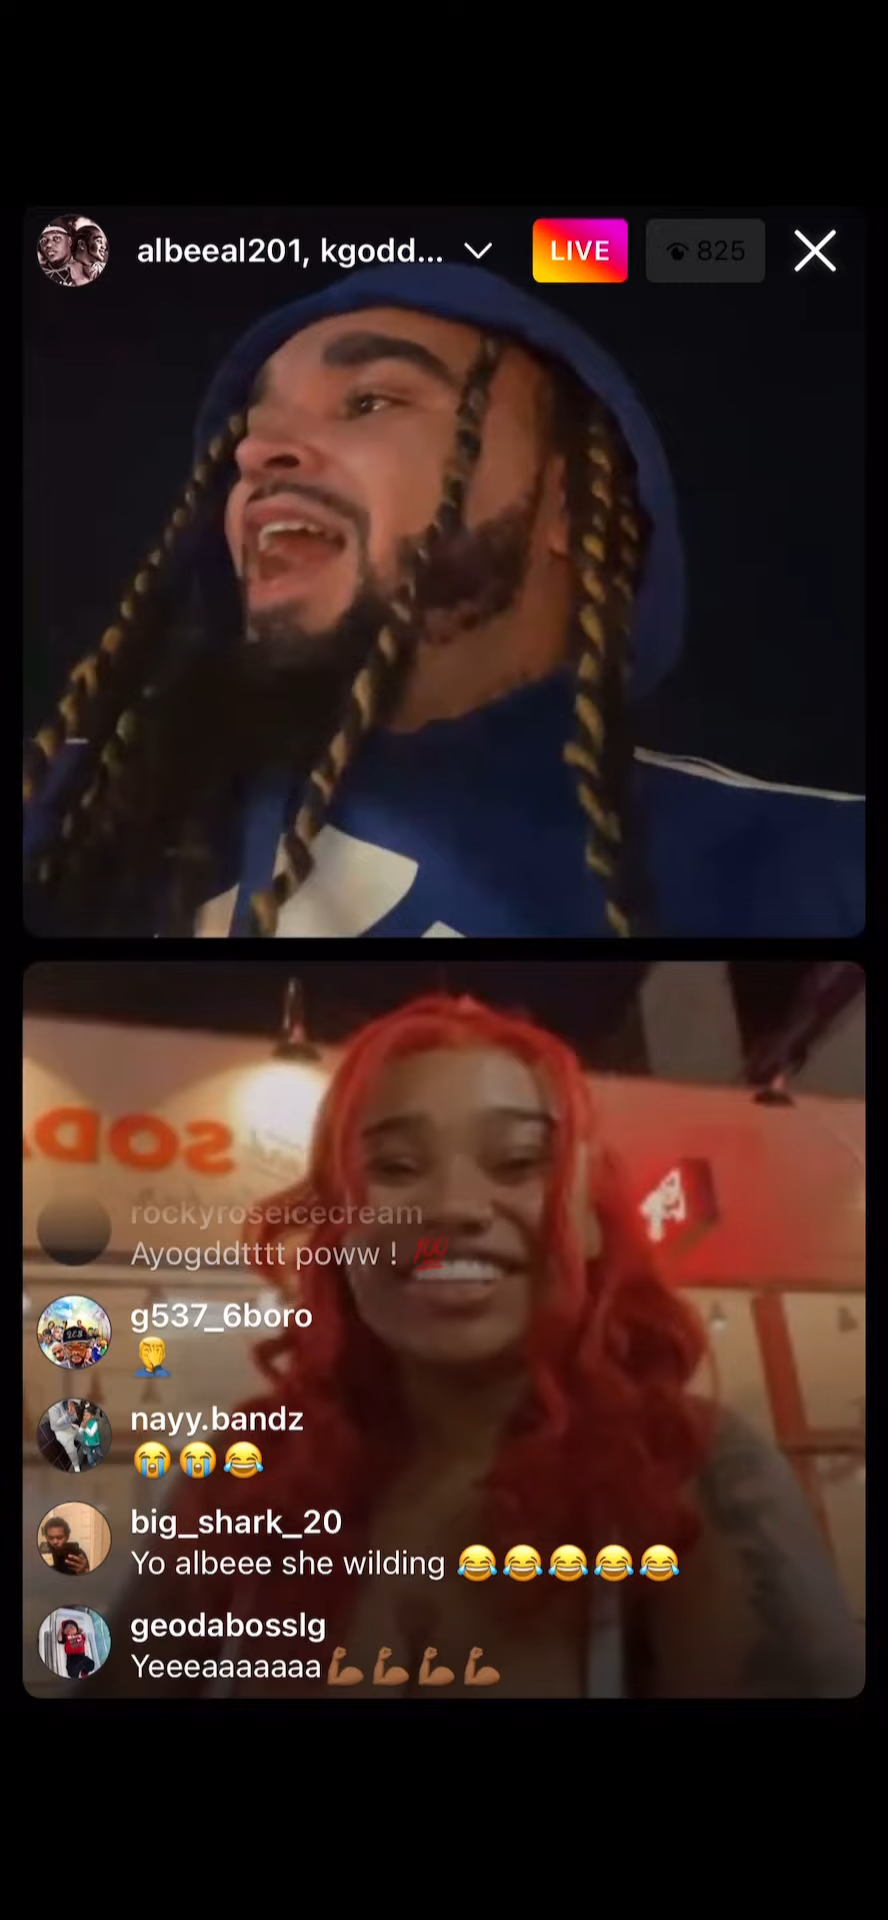 albeeal201, kgodd...
LIVE
825
SODA
rockyroseicecream
Ayogddtttt poww ! 💯
g537_6boro
🤦‍♂️
nayy.bandz
😭😭😂
big_shark_20
Yo albeee she wilding 😂😂😂😂😂
geodabosslg
Yeeeaaaaaaa💪🏾💪🏾💪🏾💪🏾